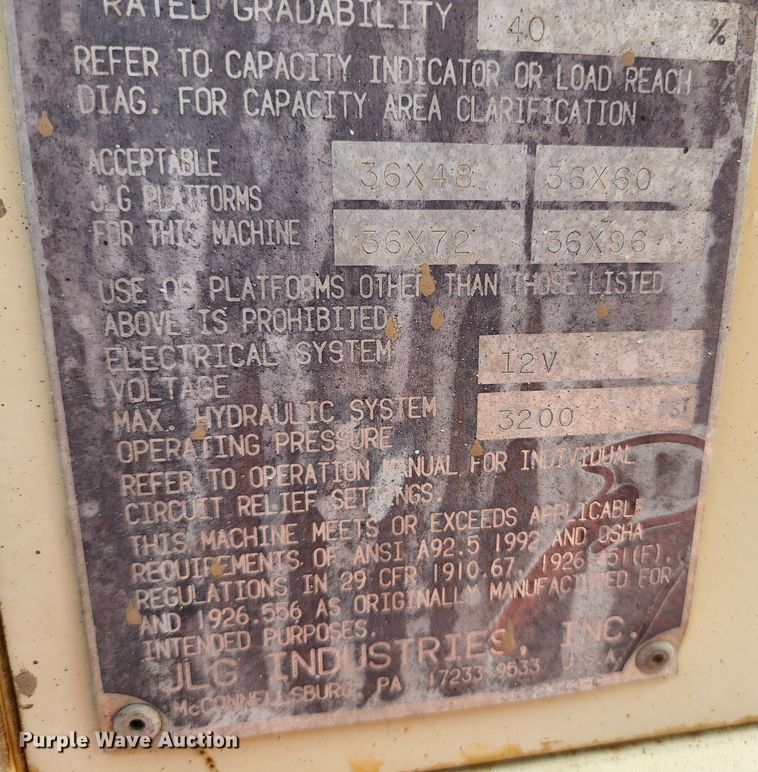 RATED GRADABILITY 40 %
REFER TO CAPACITY INDICATOR OR LOAD REACH
DIAG. FOR CAPACITY AREA CLARIFICATION
ACCEPTABLE 36X48 36X60
JLG PLATFORMS
FOR THIS MACHINE 36X72 36X96
USE OF PLATFORMS OTHER THAN THOSE LISTED
ABOVE IS PROHIBITED.
ELECTRICAL SYSTEM 12V
VOLTAGE
MAX. HYDRAULIC SYSTEM 3200 PSI
OPERATING PRESSURE
REFER TO OPERATION MANUAL FOR INDIVIDUAL
CIRCUIT RELIEF SETTINGS.
THIS MACHINE MEETS OR EXCEEDS APPLICABLE
REQUIREMENTS OF ANSI A92.5 1992 AND OSHA
REGULATIONS IN 29 CFR 1910.67, 1926.451(F),
AND 1926.556 AS ORIGINALLY MANUFACTURED FOR
INTENDED PURPOSES.
JLG INDUSTRIES, INC.
McCONNELLSBURG, PA 17233-9533 U.S.A.
Purple Wave Auction